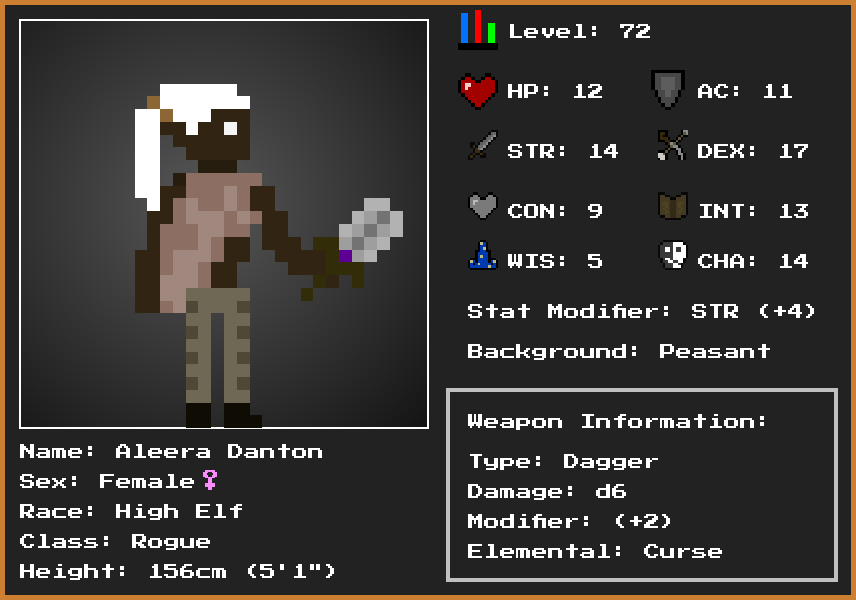 Level: 72
HP: 12
AC: 11
STR: 14
DEX: 17
CON: 9
INT: 13
WIS: 5
CHA: 14
Stat Modifier: STR (+4)
Background: Peasant
Weapon Information:
Type: Dagger
Damage: d6
Modifier: (+2)
Elemental: Curse
Name: Aleera Danton
Sex: Female♀
Race: High Elf
Class: Rogue
Height: 156cm (5'1")